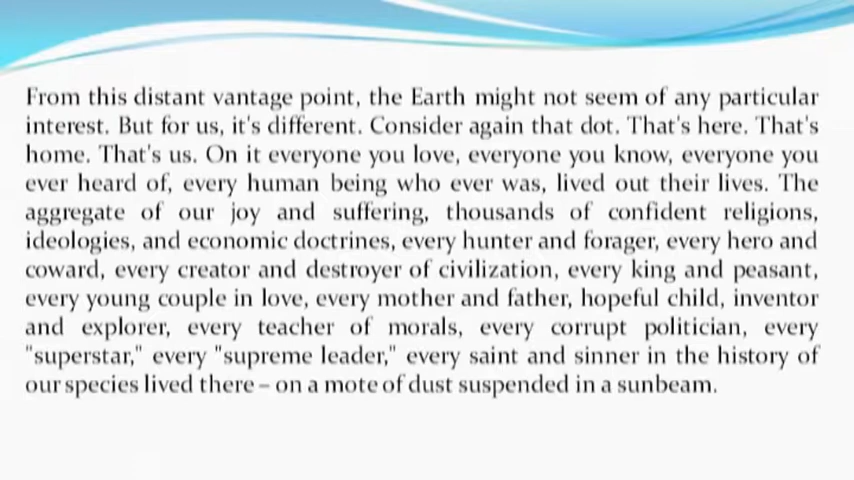 From this distant vantage point, the Earth might not seem of any particular
interest. But for us, it's different. Consider again that dot. That's here. That's
home. That's us. On it everyone you love, everyone you know, everyone you
ever heard of, every human being who ever was, lived out their lives. The
aggregate of our joy and suffering, thousands of confident religions,
ideologies, and economic doctrines, every hunter and forager, every hero and
coward, every creator and destroyer of civilization, every king and peasant,
every young couple in love, every mother and father, hopeful child, inventor
and explorer, every teacher of morals, every corrupt politician, every
"superstar," every "supreme leader," every saint and sinner in the history of
our species lived there – on a mote of dust suspended in a sunbeam.